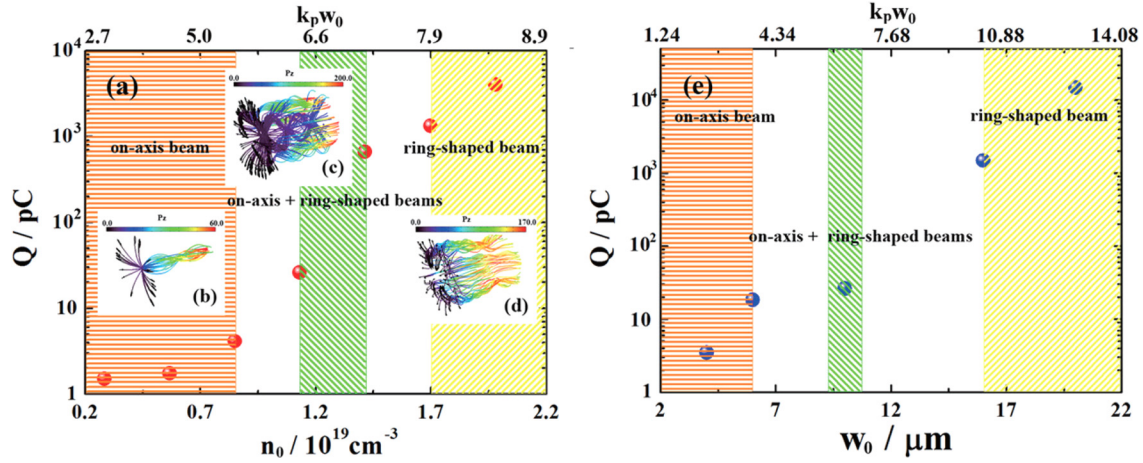 kₚw₀
2.7 5.0 6.6 7.9 8.9
10⁴
10³
10²
10
1
Q / pC
(a)
on-axis beam
Pz
0.0 200.0
(c)
ring-shaped beam
on-axis + ring-shaped beams
Pz
0.0 60.0
(b)
Pz
0.0 170.0
(d)
0.2 0.7 1.2 1.7 2.2
n₀ / 10¹⁹cm⁻³
kₚw₀
1.24 4.34 7.68 10.88 14.08
10⁴
10³
10²
10
1
Q / pC
(e)
on-axis beam
ring-shaped beam
on-axis + ring-shaped beams
2 7 12 17 22
w₀ / μm